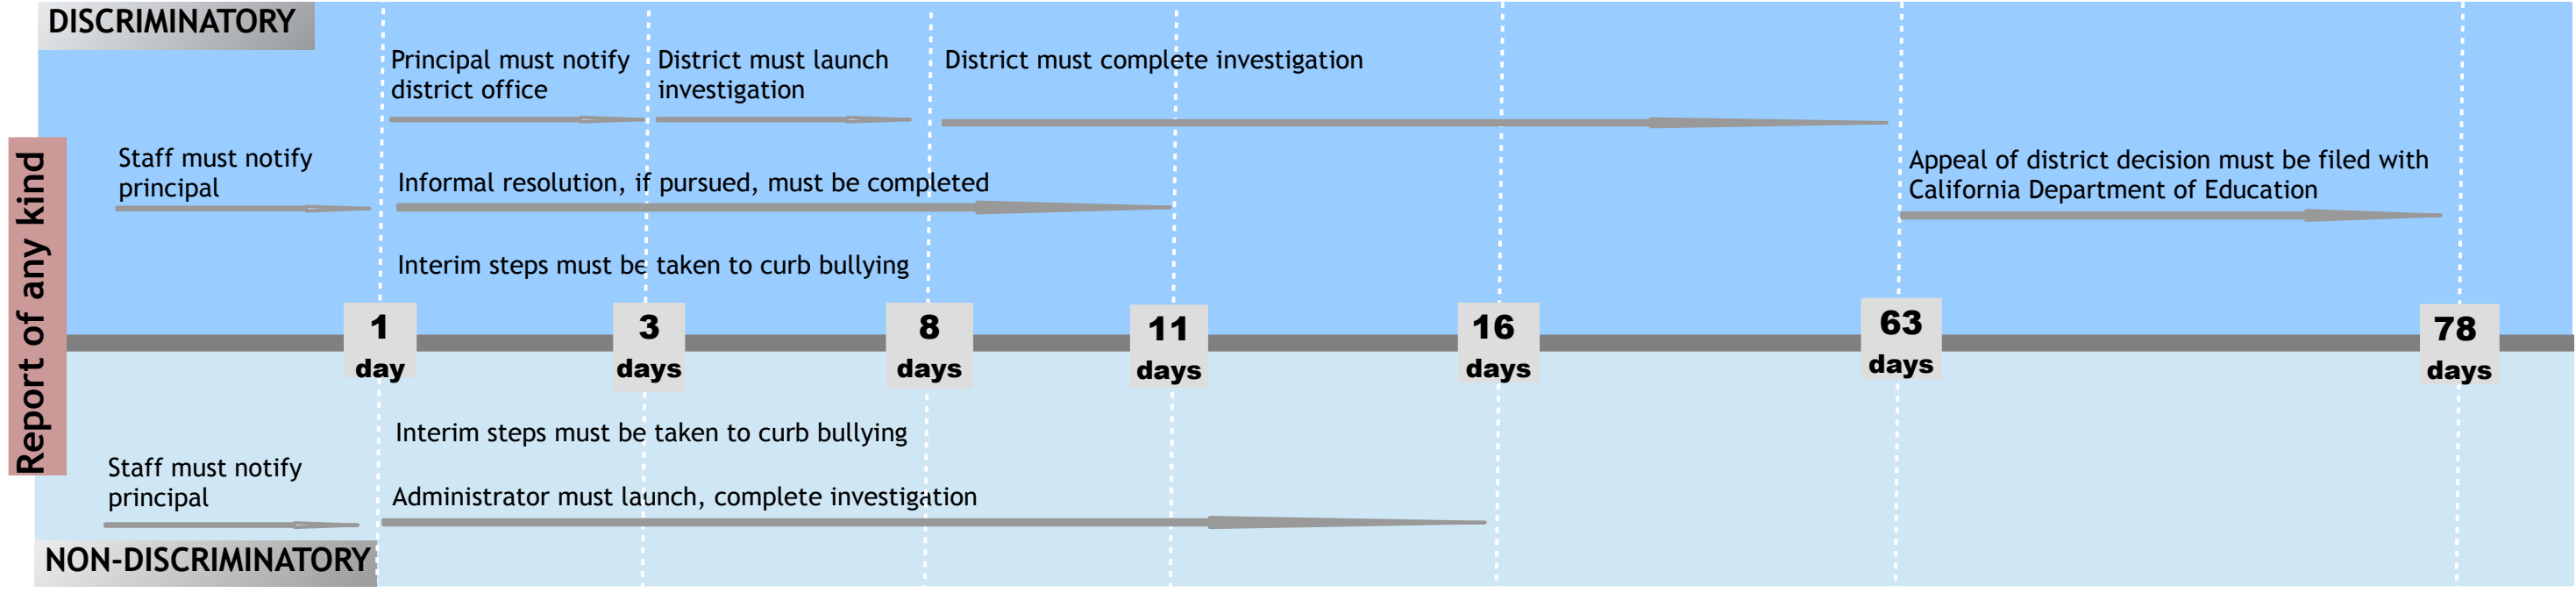 DISCRIMINATORY
Principal must notify
district office
District must launch
investigation
District must complete investigation
Staff must notify
principal
Informal resolution, if pursued, must be completed
Appeal of district decision must be filed with
California Department of Education
Interim steps must be taken to curb bullying
Report of any kind
1
day
3
days
8
days
11
days
16
days
63
days
78
days
Interim steps must be taken to curb bullying
Staff must notify
principal
Administrator must launch, complete investigation
NON-DISCRIMINATORY